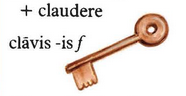 + claudere
clāvis -is f